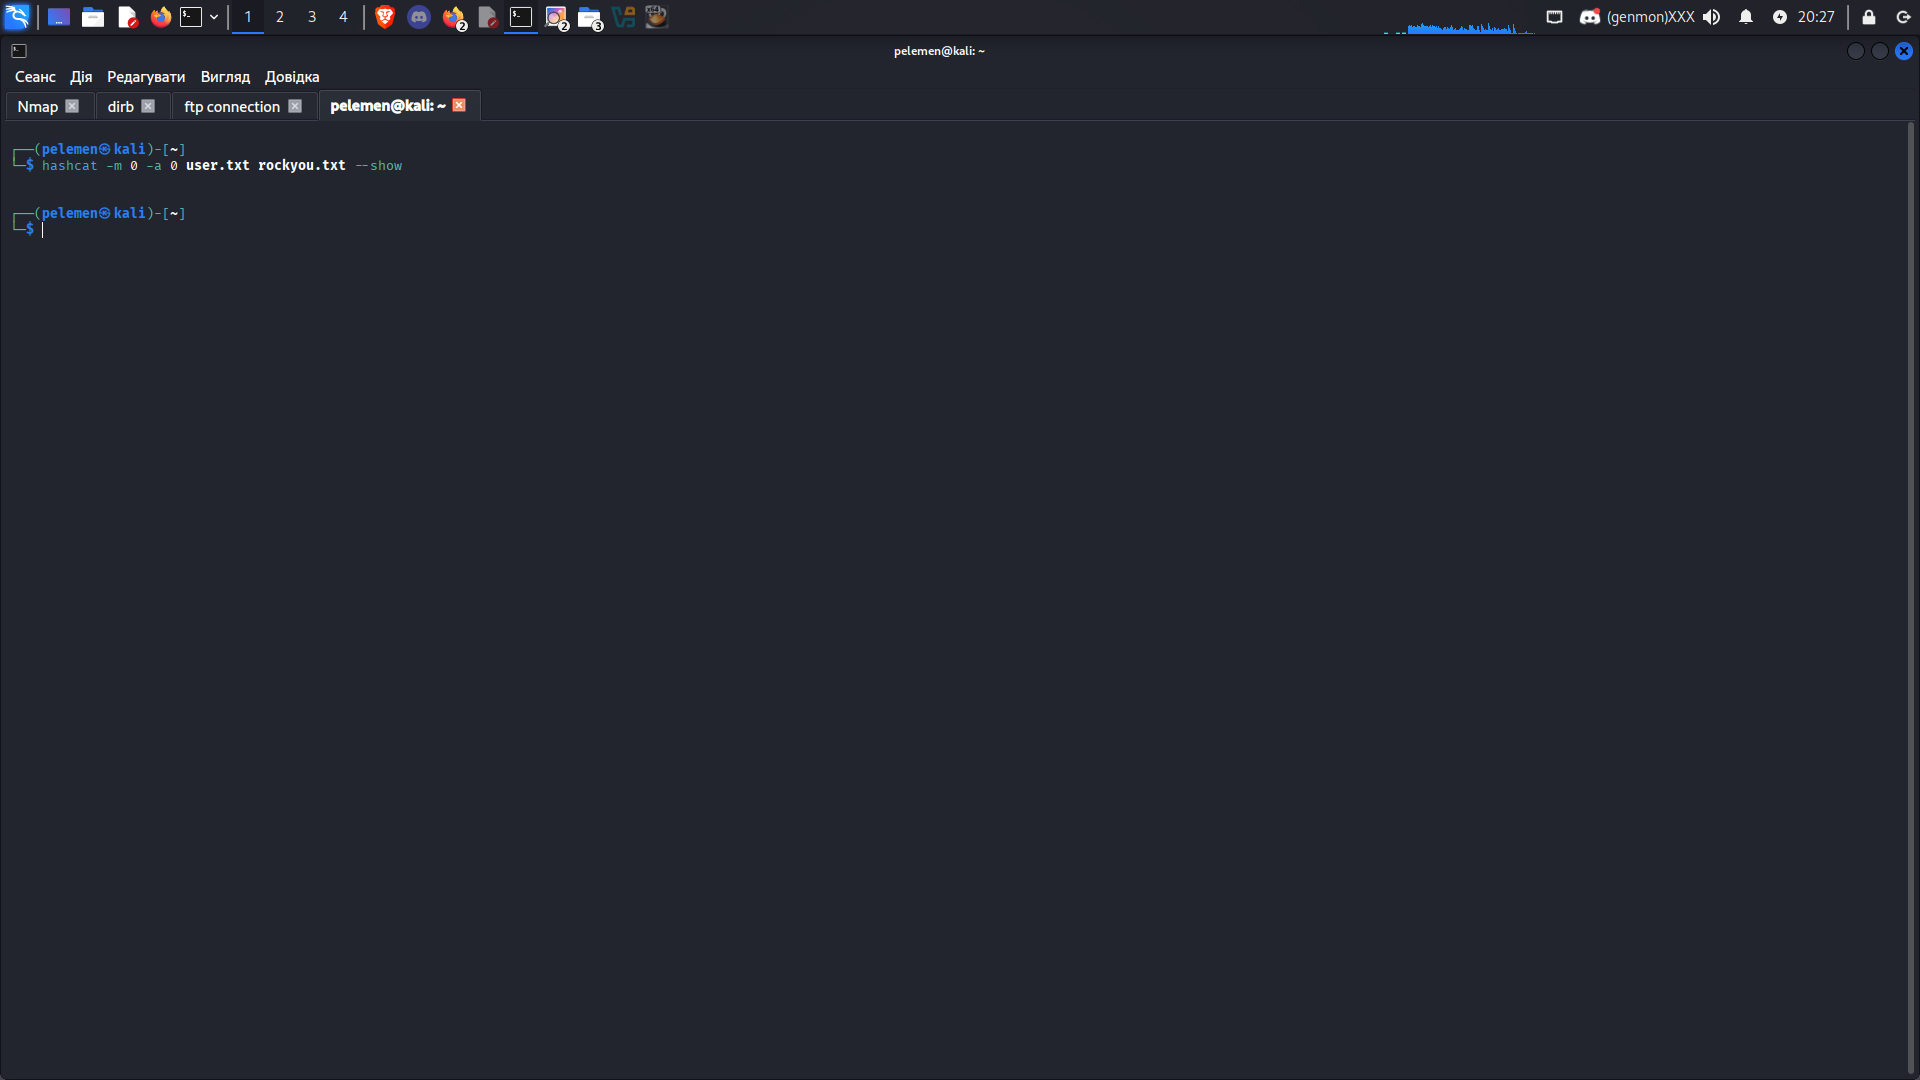 1 2 3 4 2 2 3 (genmon)XXX 20:27
pelemen@kali: ~
Сеанс Дія Редагувати Вигляд Довідка
Nmap dirb ftp connection pelemen@kali: ~
┌──(pelemen㉿kali)-[~]
└─$ hashcat -m 0 -a 0 user.txt rockyou.txt --show
┌──(pelemen㉿kali)-[~]
└─$